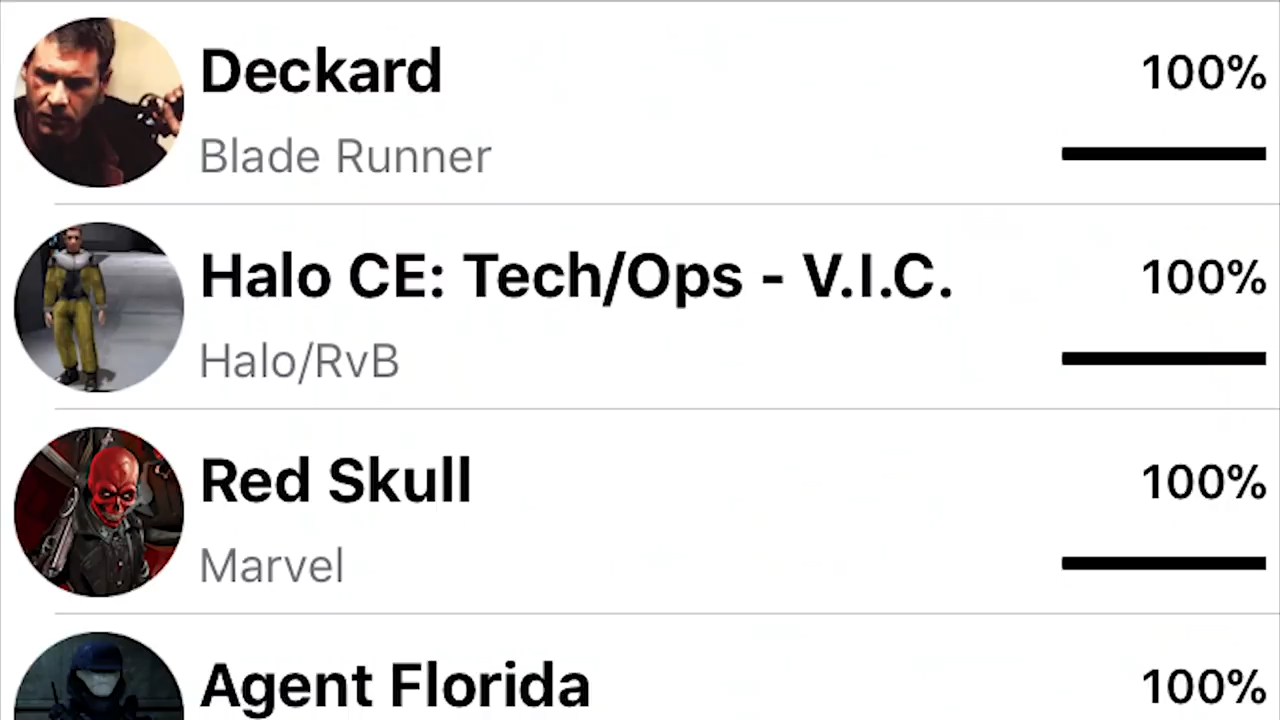 Deckard
100%
Blade Runner
Halo CE: Tech/Ops - V.I.C.
100%
Halo/RvB
Red Skull
100%
Marvel
Agent Florida
100%